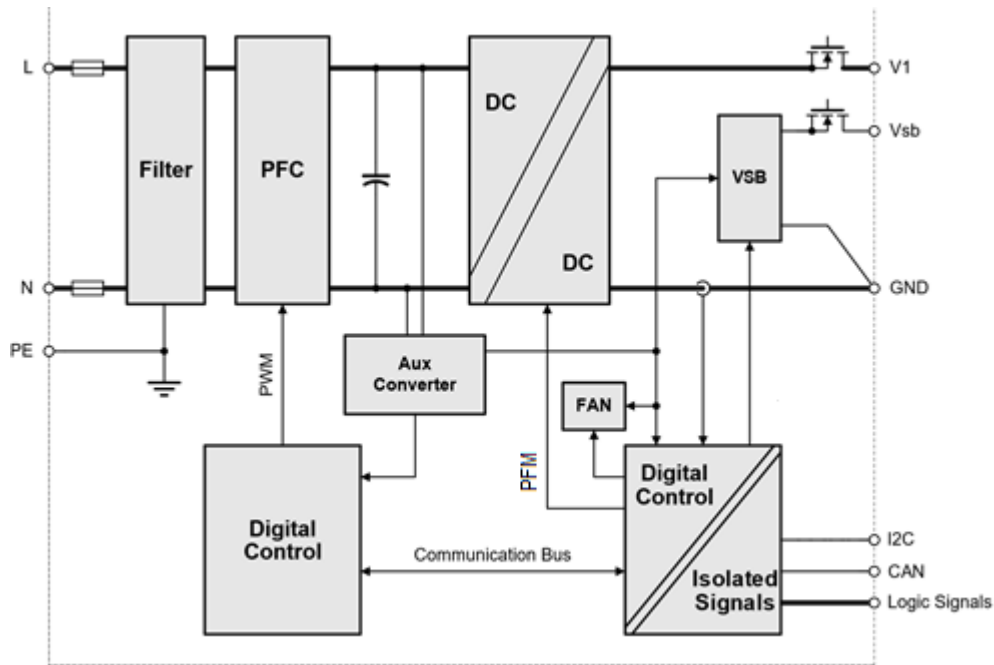 L
V1
DC
Vsb
Filter
PFC
VSB
DC
N
GND
PE
PWM
Aux
Converter
FAN
PFM
Digital
Control
Digital
Control
I2C
Communication Bus
CAN
Isolated
Signals
Logic Signals